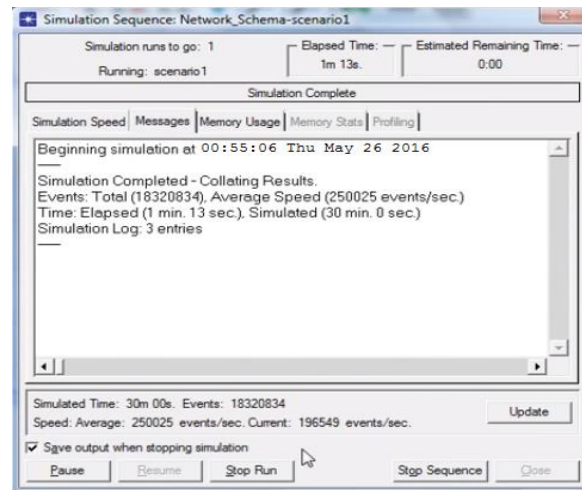 Simulation Sequence: Network_Schema-scenario1
Simulation runs to go: 1
Running: scenario1
Elapsed Time:
1m 13s.
Estimated Remaining Time:
0:00
Simulation Complete
Simulation Speed Messages Memory Usage Memory Stats Profiling
Beginning simulation at 00:55:06 Thu May 26 2016
Simulation Completed - Collating Results.
Events: Total (18320834), Average Speed (250025 events/sec.)
Time: Elapsed (1 min. 13 sec.), Simulated (30 min. 0 sec.)
Simulation Log: 3 entries
Simulated Time: 30m 00s. Events: 18320834
Speed: Average: 250025 events/sec. Current: 196549 events/sec.
Update
Save output when stopping simulation
Pause Resume Stop Run Stop Sequence Close